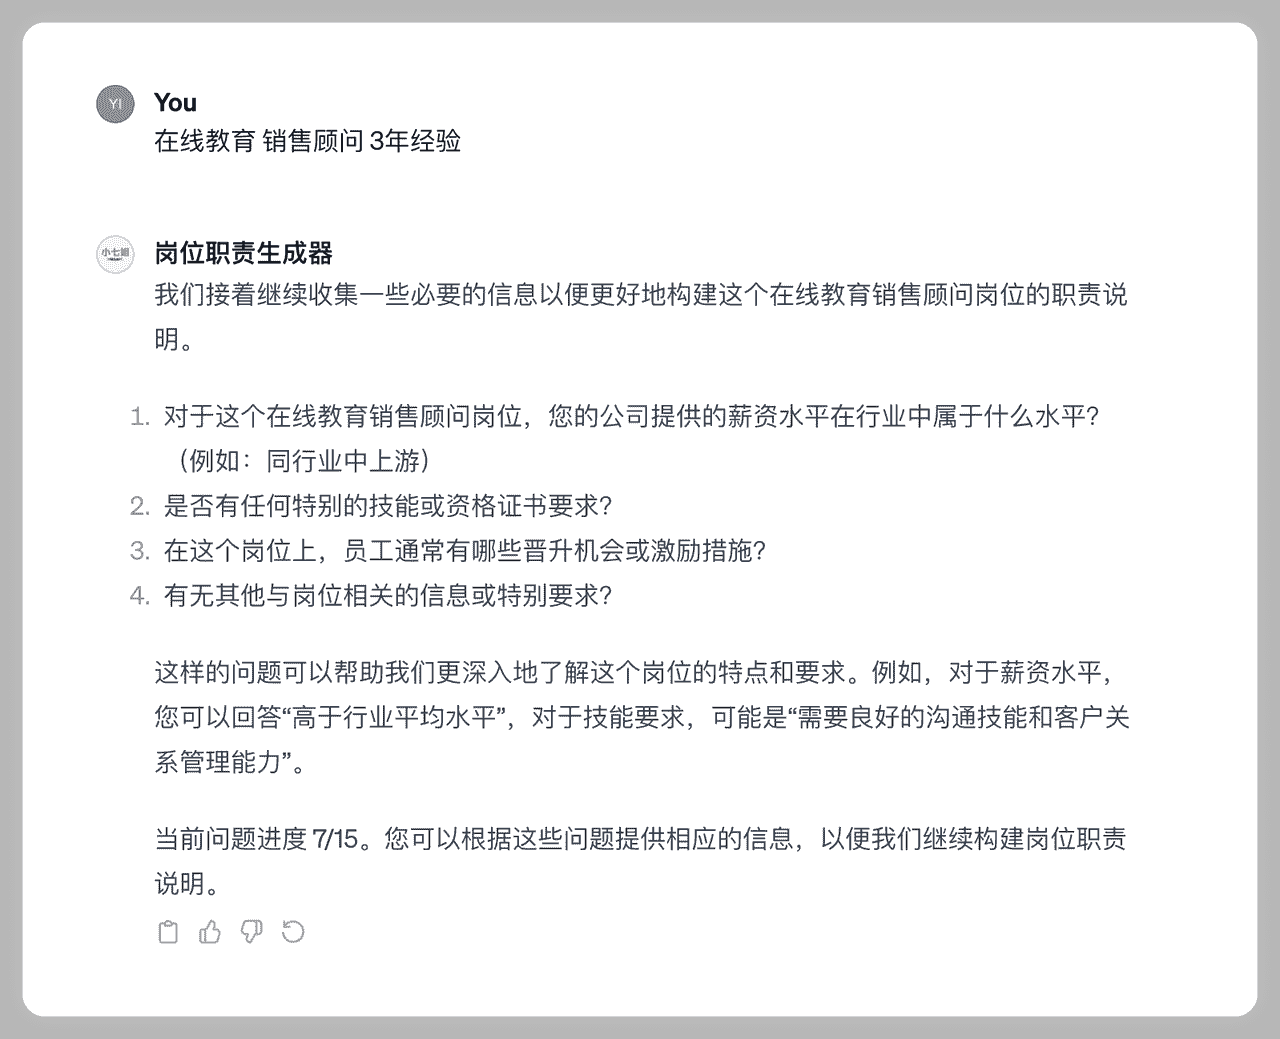 YI
You
在线教育 销售顾问 3年经验
小七姐
岗位职责生成器
我们接着继续收集一些必要的信息以便更好地构建这个在线教育销售顾问岗位的职责说
明。
1. 对于这个在线教育销售顾问岗位，您的公司提供的薪资水平在行业中属于什么水平？
（例如：同行业中上游）
2. 是否有任何特别的技能或资格证书要求？
3. 在这个岗位上，员工通常有哪些晋升机会或激励措施？
4. 有无其他与岗位相关的信息或特别要求？
这样的问题可以帮助我们更深入地了解这个岗位的特点和要求。例如，对于薪资水平，
您可以回答“高于行业平均水平”，对于技能要求，可能是“需要良好的沟通技能和客户关
系管理能力”。
当前问题进度 7/15。您可以根据这些问题提供相应的信息，以便我们继续构建岗位职责
说明。